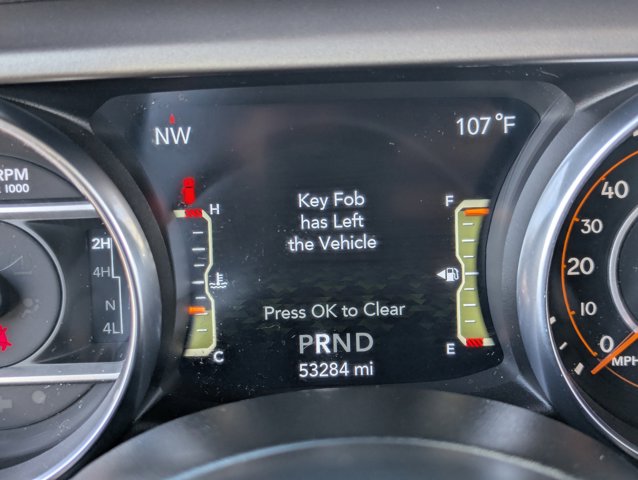 NW
107°F
RPM
1000
H
Key Fob
has Left
the Vehicle
F
40
30
20
10
0
MPH
2H
4H
N
4L
Press OK to Clear
C
E
PRND
53284 mi